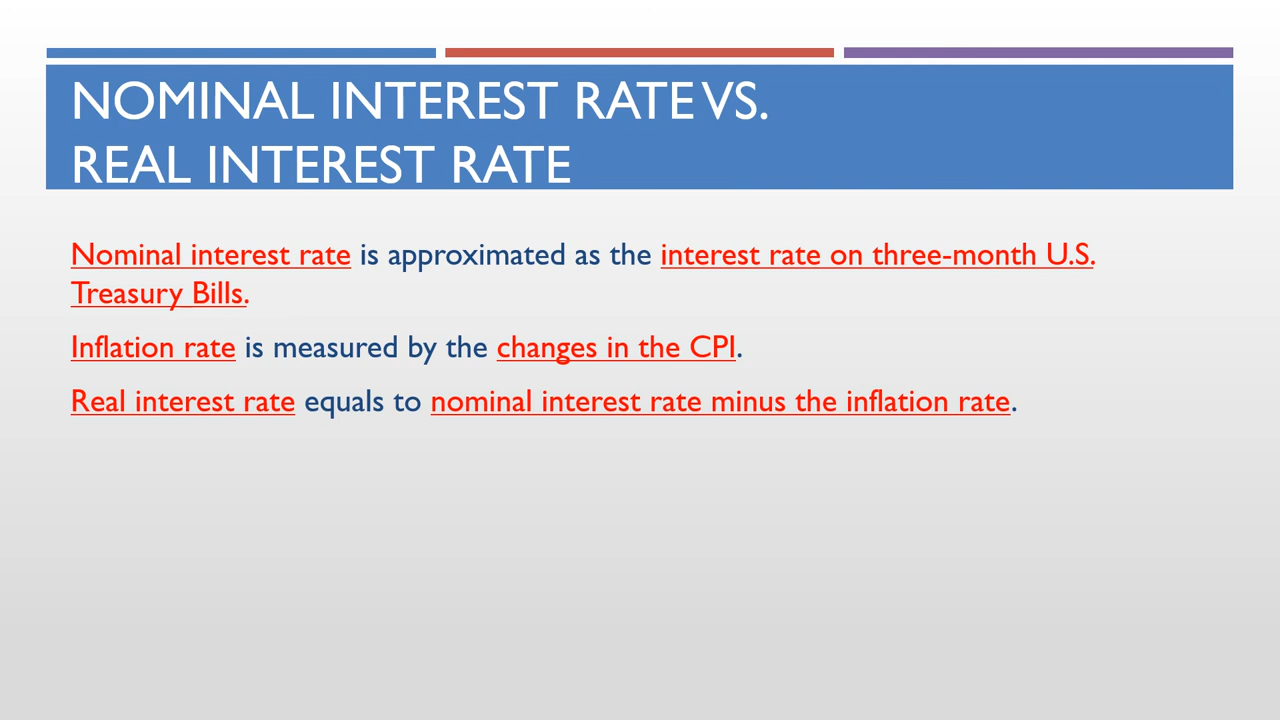 NOMINAL INTEREST RATE VS.
REAL INTEREST RATE
Nominal interest rate is approximated as the interest rate on three-month U.S.
Treasury Bills.
Inflation rate is measured by the changes in the CPI.
Real interest rate equals to nominal interest rate minus the inflation rate.